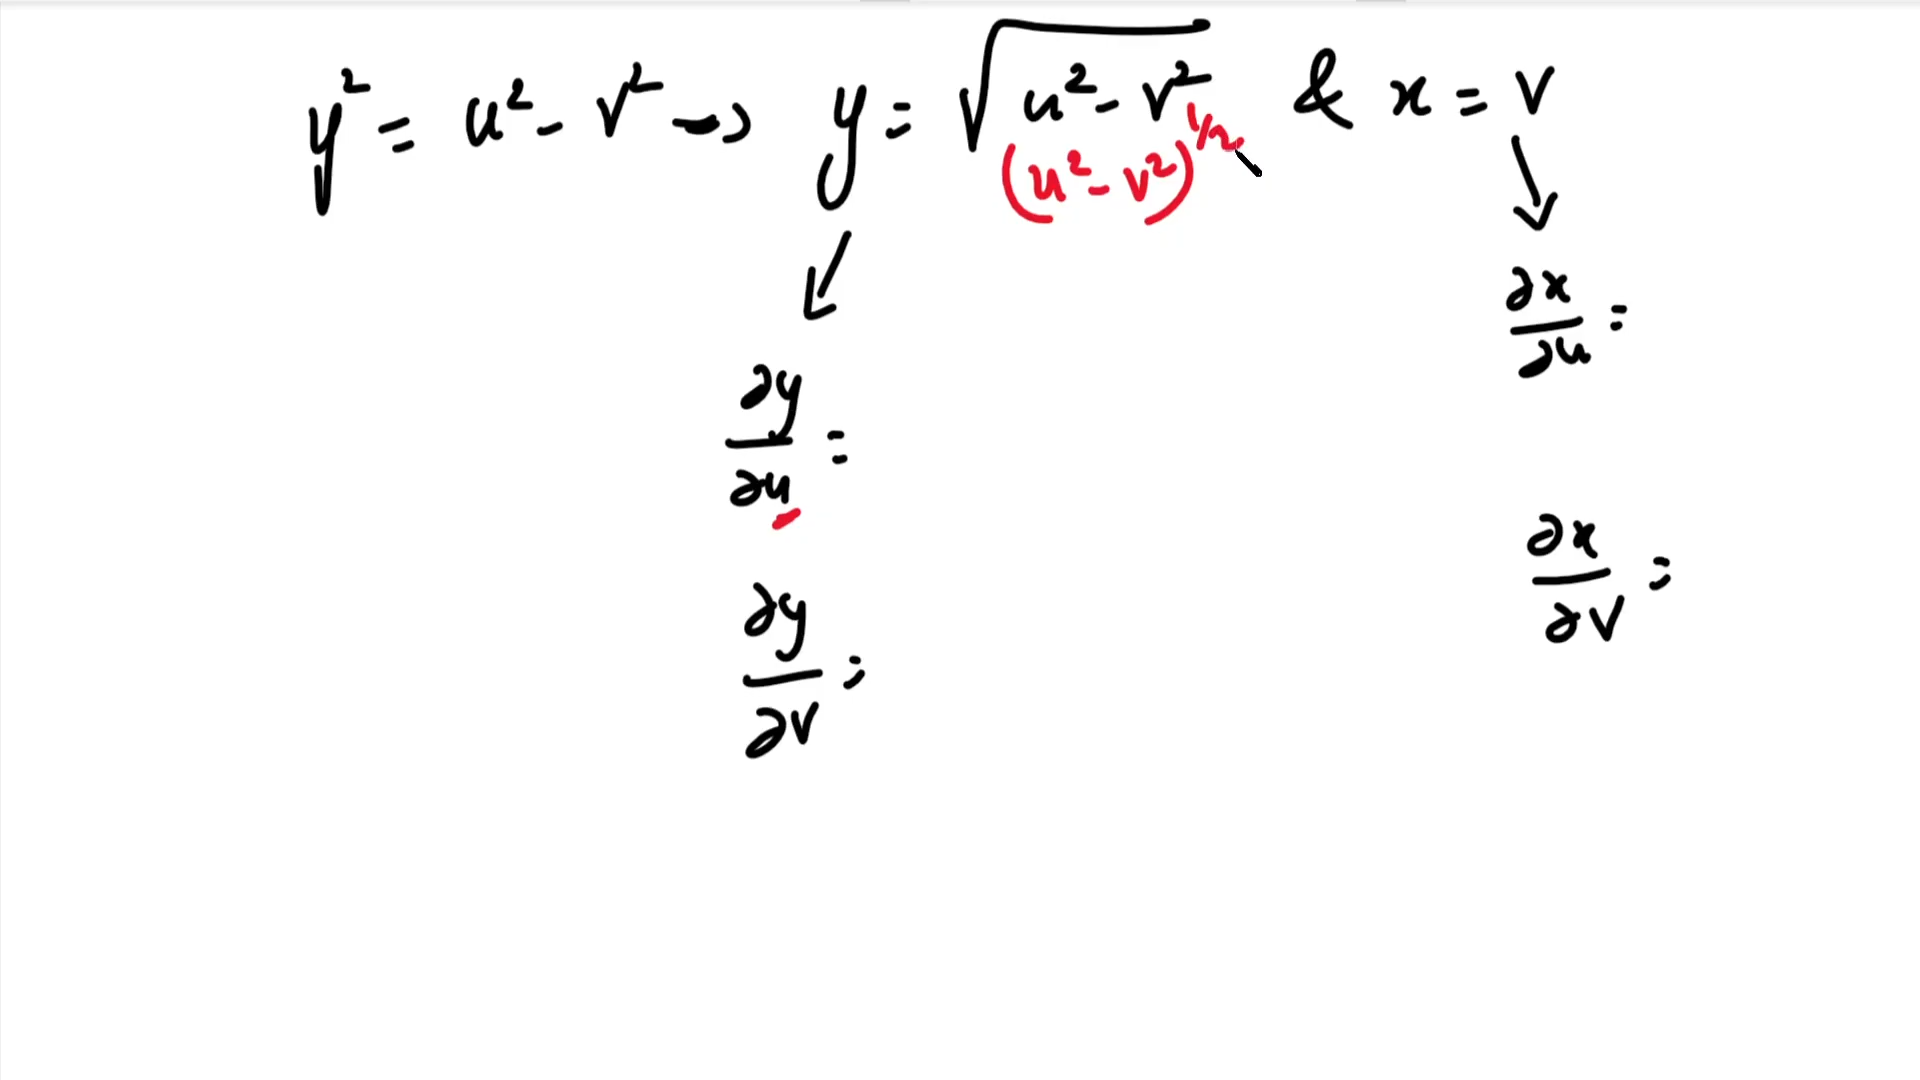 y² = u² - v² → y = √(u² - v²) & x = v
(u² - v²)^1/2
∂x/∂u =
∂y/∂u =
∂x/∂v =
∂y/∂v =